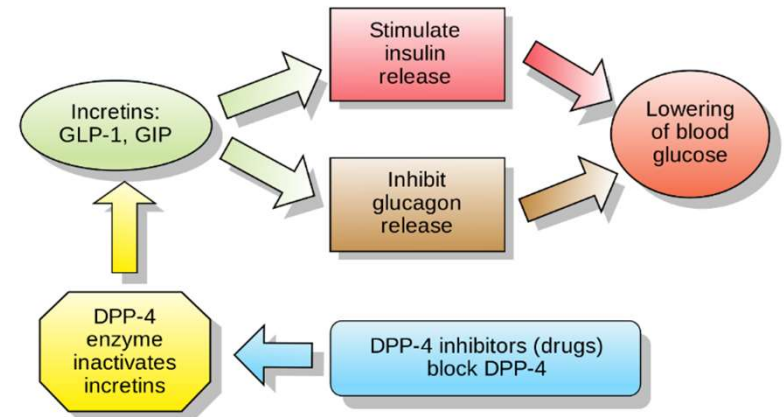 Incretins:
GLP-1, GIP
Stimulate
insulin
release
Inhibit
glucagon
release
Lowering
of blood
glucose
DPP-4
enzyme
inactivates
incretins
DPP-4 inhibitors (drugs)
block DPP-4